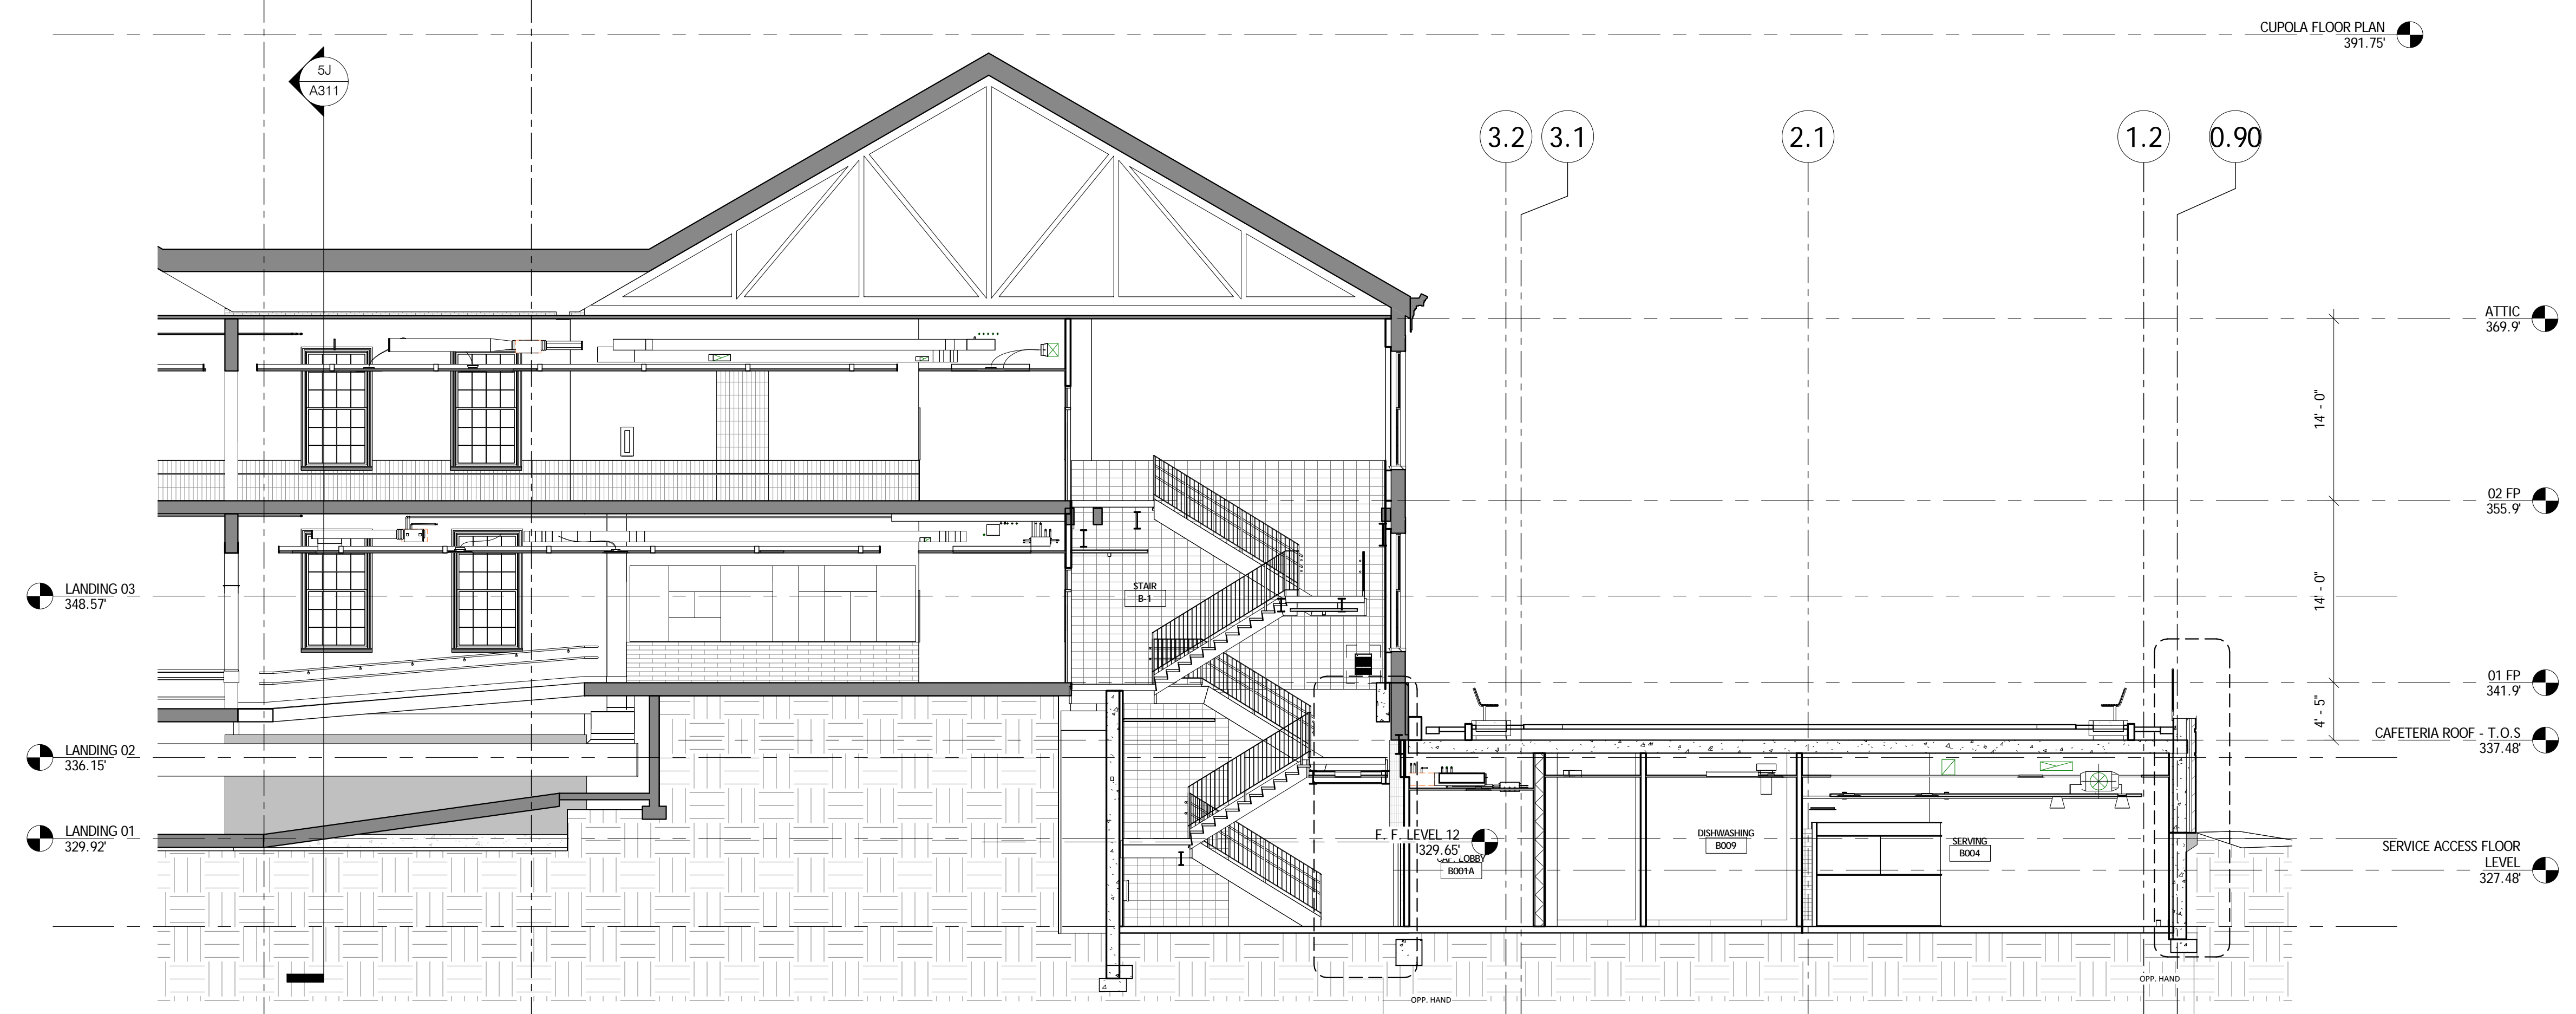 CUPOLA FLOOR PLAN
391.75'
5J
A311
3.2
3.1
2.1
1.2
0.90
ATTIC
369.9'
14' - 0"
02 FP
355.9'
LANDING 03
348.57'
STAIR
B-1
14' - 0"
01 FP
341.9'
4' - 5"
CAFETERIA ROOF - T.O.S
337.48'
LANDING 02
336.15'
LANDING 01
329.92'
F. F. LEVEL 12
329.65'
CAF. LOBBY
B001A
DISHWASHING
B009
SERVING
B004
SERVICE ACCESS FLOOR
LEVEL
327.48'
OPP. HAND
OPP. HAND